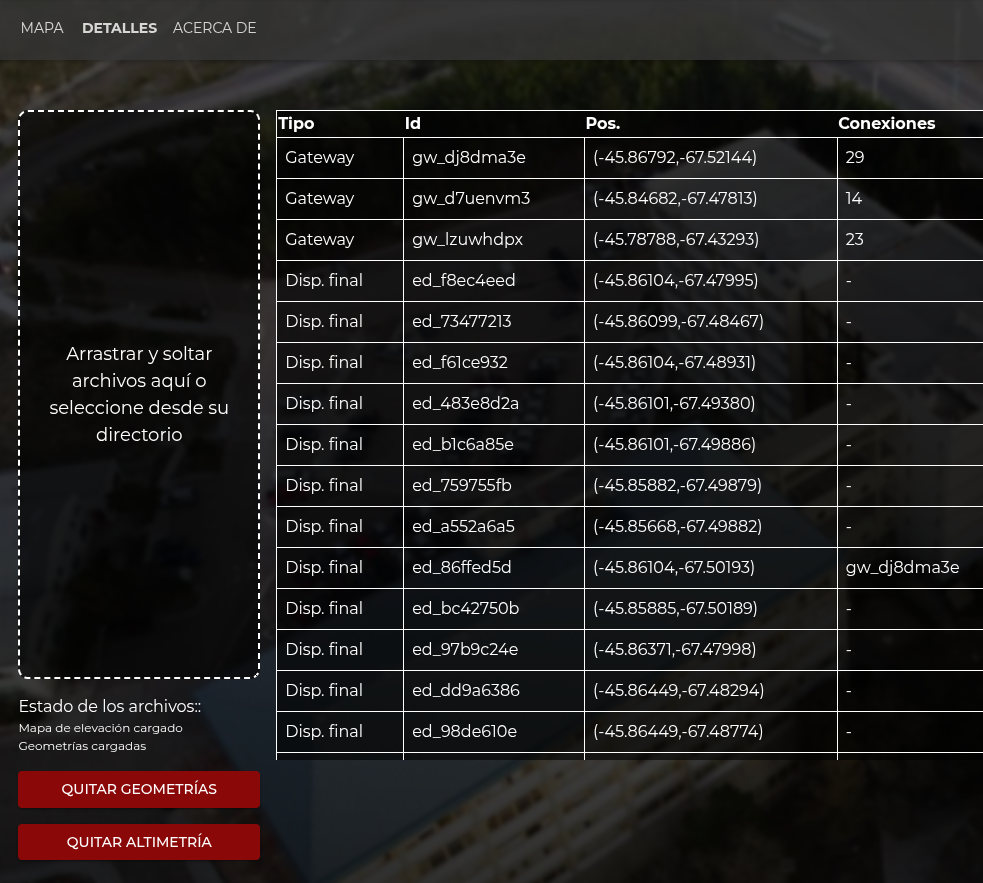 MAPA DETALLES ACERCA DE
Arrastrar y soltar
archivos aquí o
seleccione desde su
directorio
Estado de los archivos::
Mapa de elevación cargado
Geometrías cargadas
QUITAR GEOMETRÍAS
QUITAR ALTIMETRÍA
Tipo Id Pos. Conexiones
Gateway gw_dj8dma3e (-45.86792,-67.52144) 29
Gateway gw_d7uenvm3 (-45.84682,-67.47813) 14
Gateway gw_lzuwhdpx (-45.78788,-67.43293) 23
Disp. final ed_f8ec4eed (-45.86104,-67.47995) -
Disp. final ed_73477213 (-45.86099,-67.48467) -
Disp. final ed_f61ce932 (-45.86104,-67.48931) -
Disp. final ed_483e8d2a (-45.86101,-67.49380) -
Disp. final ed_b1c6a85e (-45.86101,-67.49886) -
Disp. final ed_759755fb (-45.85882,-67.49879) -
Disp. final ed_a552a6a5 (-45.85668,-67.49882) -
Disp. final ed_86ffed5d (-45.86104,-67.50193) gw_dj8dma3e
Disp. final ed_bc42750b (-45.85885,-67.50189) -
Disp. final ed_97b9c24e (-45.86371,-67.47998) -
Disp. final ed_dd9a6386 (-45.86449,-67.48294) -
Disp. final ed_98de610e (-45.86449,-67.48774) -